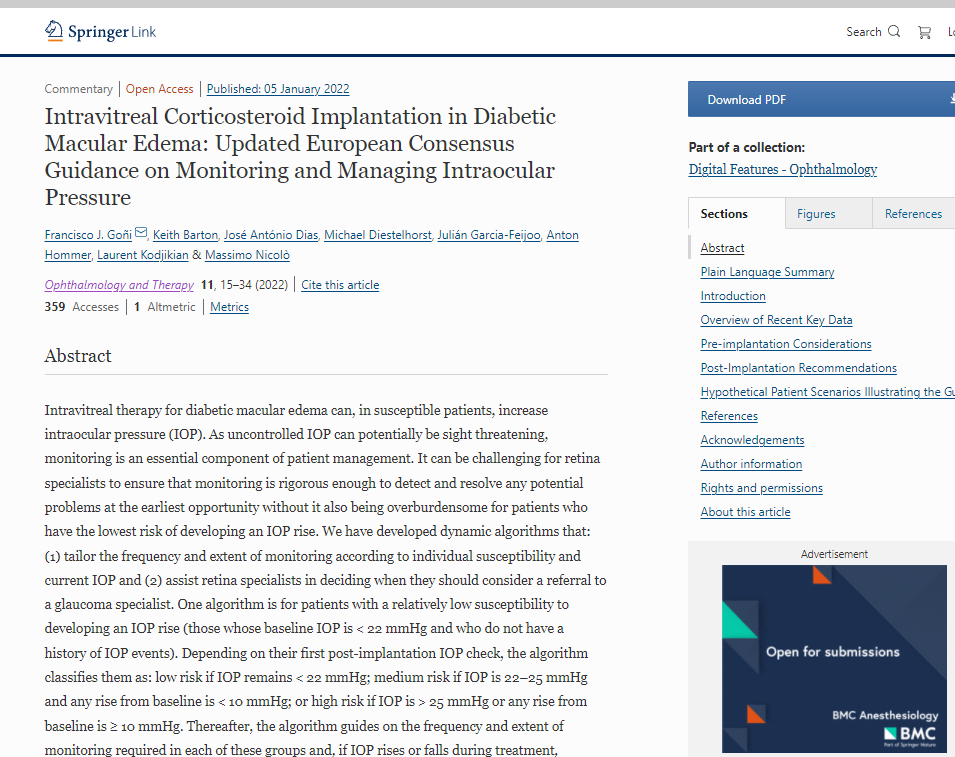 Springer Link
Search
Commentary | Open Access | Published: 05 January 2022
Intravitreal Corticosteroid Implantation in Diabetic
Macular Edema: Updated European Consensus
Guidance on Monitoring and Managing Intraocular
Pressure
Francisco J. Goñi, Keith Barton, José António Dias, Michael Diestelhorst, Julián Garcia-Feijoo, Anton
Hommer, Laurent Kodjikian & Massimo Nicolò
Ophthalmology and Therapy 11, 15–34 (2022) | Cite this article
359 Accesses | 1 Altmetric | Metrics
Abstract
Intravitreal therapy for diabetic macular edema can, in susceptible patients, increase
intraocular pressure (IOP). As uncontrolled IOP can potentially be sight threatening,
monitoring is an essential component of patient management. It can be challenging for retina
specialists to ensure that monitoring is rigorous enough to detect and resolve any potential
problems at the earliest opportunity without it also being overburdensome for patients who
have the lowest risk of developing an IOP rise. We have developed dynamic algorithms that:
(1) tailor the frequency and extent of monitoring according to individual susceptibility and
current IOP and (2) assist retina specialists in deciding when they should consider a referral to
a glaucoma specialist. One algorithm is for patients with a relatively low susceptibility to
developing an IOP rise (those whose baseline IOP is < 22 mmHg and who do not have a
history of IOP events). Depending on their first post-implantation IOP check, the algorithm
classifies them as: low risk if IOP remains < 22 mmHg; medium risk if IOP is 22–25 mmHg
and any rise from baseline is < 10 mmHg; or high risk if IOP is > 25 mmHg or any rise from
baseline is ≥ 10 mmHg. Thereafter, the algorithm guides on the frequency and extent of
monitoring required in each of these groups and, if IOP rises or falls during treatment,
Download PDF
Part of a collection:
Digital Features - Ophthalmology
Sections
Figures
References
Abstract
Plain Language Summary
Introduction
Overview of Recent Key Data
Pre-implantation Considerations
Post-Implantation Recommendations
Hypothetical Patient Scenarios Illustrating the
References
Acknowledgements
Author information
Rights and permissions
About this article
Advertisement
Open for submissions
BMC Anesthesiology
BMC
Part of Springer Nature